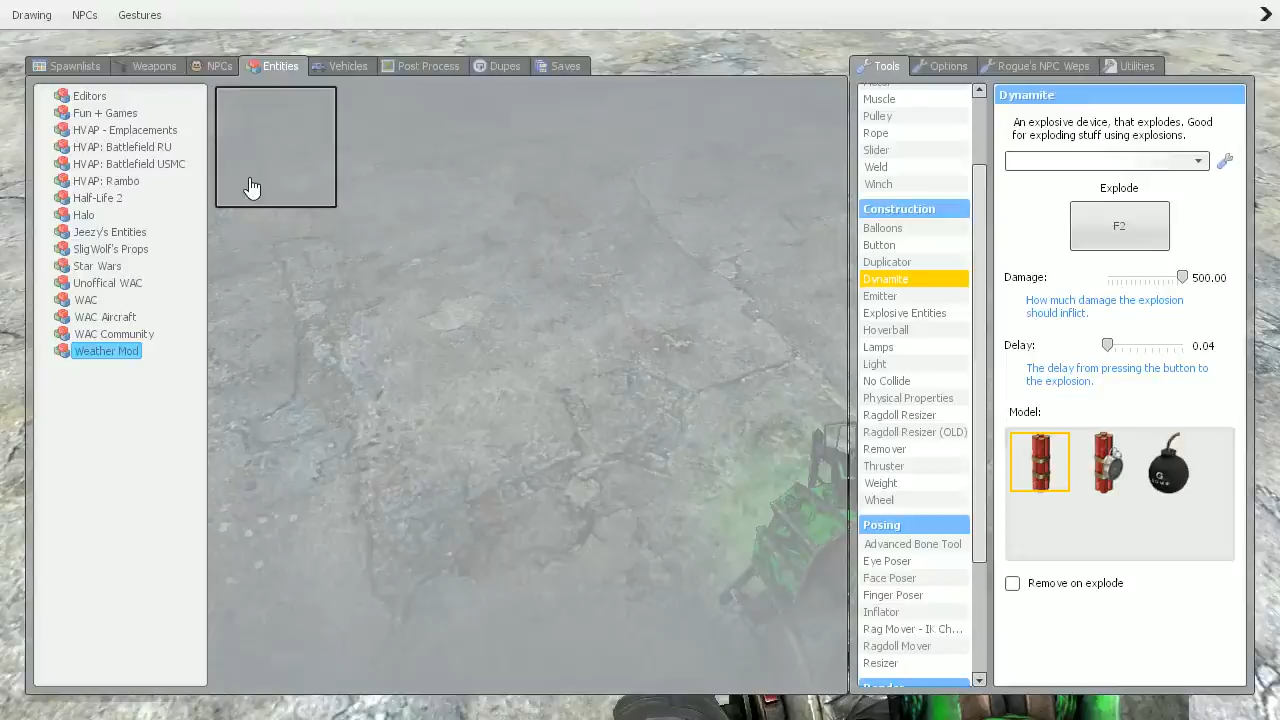 Drawing NPCs Gestures
Spawnlists Weapons NPCs Entities Vehicles Post Process Dupes Saves
Editors
Fun + Games
HVAP - Emplacements
HVAP: Battlefield RU
HVAP: Battlefield USMC
HVAP: Rambo
Half-Life 2
Halo
Jeezy's Entities
SligWolf's Props
Star Wars
Unoffical WAC
WAC
WAC Aircraft
WAC Community
Weather Mod
Tools Options Rogue's NPC Weps Utilities
Muscle
Pulley
Rope
Slider
Weld
Winch
Construction
Balloons
Button
Duplicator
Dynamite
Emitter
Explosive Entities
Hoverball
Lamps
Light
No Collide
Physical Properties
Ragdoll Resizer
Ragdoll Resizer (OLD)
Remover
Thruster
Weight
Wheel
Posing
Advanced Bone Tool
Eye Poser
Face Poser
Finger Poser
Inflator
Rag Mover - IK Ch...
Ragdoll Mover
Resizer
Dynamite
An explosive device, that explodes. Good
for exploding stuff using explosions.
Explode
F2
Damage: 500.00
How much damage the explosion
should inflict.
Delay: 0.04
The delay from pressing the button to
the explosion.
Model:
Remove on explode